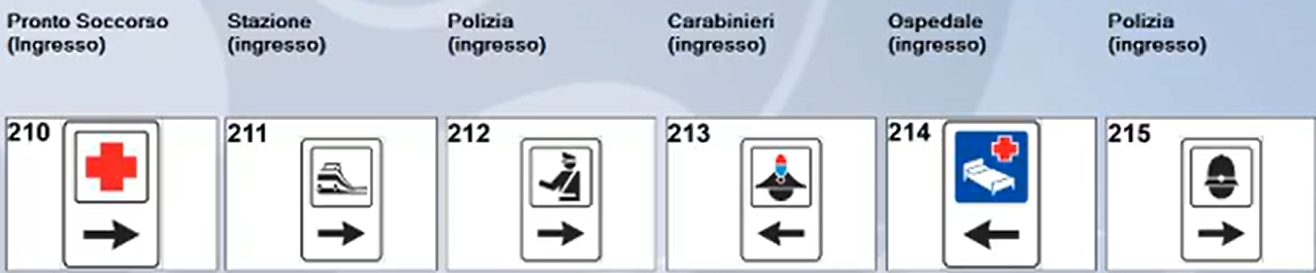 Pronto Soccorso
(Ingresso)
Stazione
(ingresso)
Polizia
(ingresso)
Carabinieri
(ingresso)
Ospedale
(ingresso)
Polizia
(ingresso)
210
211
212
213
214
215